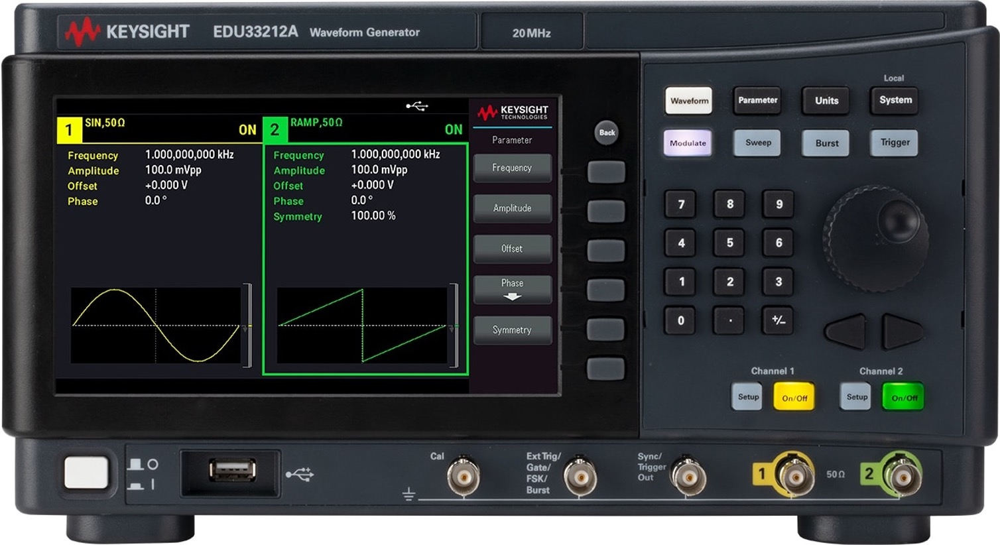 KEYSIGHT EDU33212A Waveform Generator 20MHz
1 SIN,50Ω ON
Frequency 1.000,000,000 kHz
Amplitude 100.0 mVpp
Offset +0.000 V
Phase 0.0 °
2 RAMP,50Ω ON
Frequency 1.000,000,000 kHz
Amplitude 100.0 mVpp
Offset +0.000 V
Phase 0.0 °
Symmetry 100.00 %
KEYSIGHT
TECHNOLOGIES
Parameter
Frequency
Amplitude
Offset
Phase
Symmetry
Back
Local
Waveform Parameter Units System
Modulate Sweep Burst Trigger
7 8 9
4 5 6
1 2 3
0 . +/-
Channel 1 Channel 2
Setup On/Off Setup On/Off
Cal
Ext Trig/
Gate/
FSK/
Burst
Sync/
Trigger
Out
1 50Ω 2